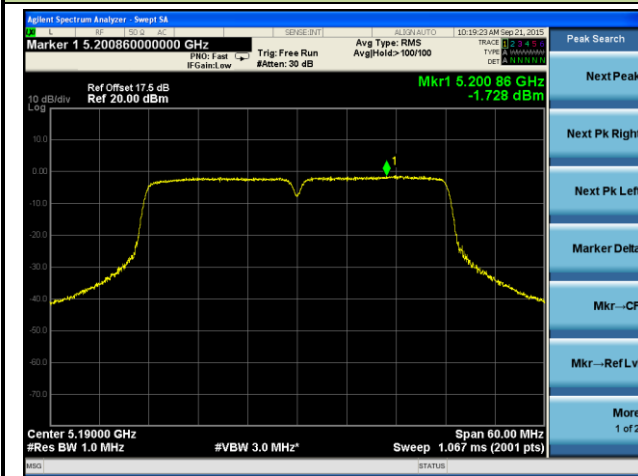 Agilent Spectrum Analyzer - Swept SA
L RF 50 Ω AC SENSE:INT ALIGN AUTO 10:19:23 AM Sep 21, 2015
Marker 1 5.200860000000 GHz
PNO: Fast
IFGain:Low
Trig: Free Run
#Atten: 30 dB
Avg Type: RMS
Avg|Hold:>100/100
TRACE 1 2 3 4 5 6
TYPE A WWWWW
DET A N N N N N
Peak Search
Ref Offset 17.5 dB
Ref 20.00 dBm
10 dB/div
Log
Mkr1 5.200 86 GHz
-1.728 dBm
10.0
0.00
-10.0
-20.0
-30.0
-40.0
-50.0
-60.0
-70.0
1
Center 5.19000 GHz
Span 60.00 MHz
#Res BW 1.0 MHz
#VBW 3.0 MHz*
Sweep 1.067 ms (2001 pts)
MSG
STATUS
Next Peak
Next Pk Right
Next Pk Left
Marker Delta
Mkr→CF
Mkr→Ref Lv
More
1 of 2